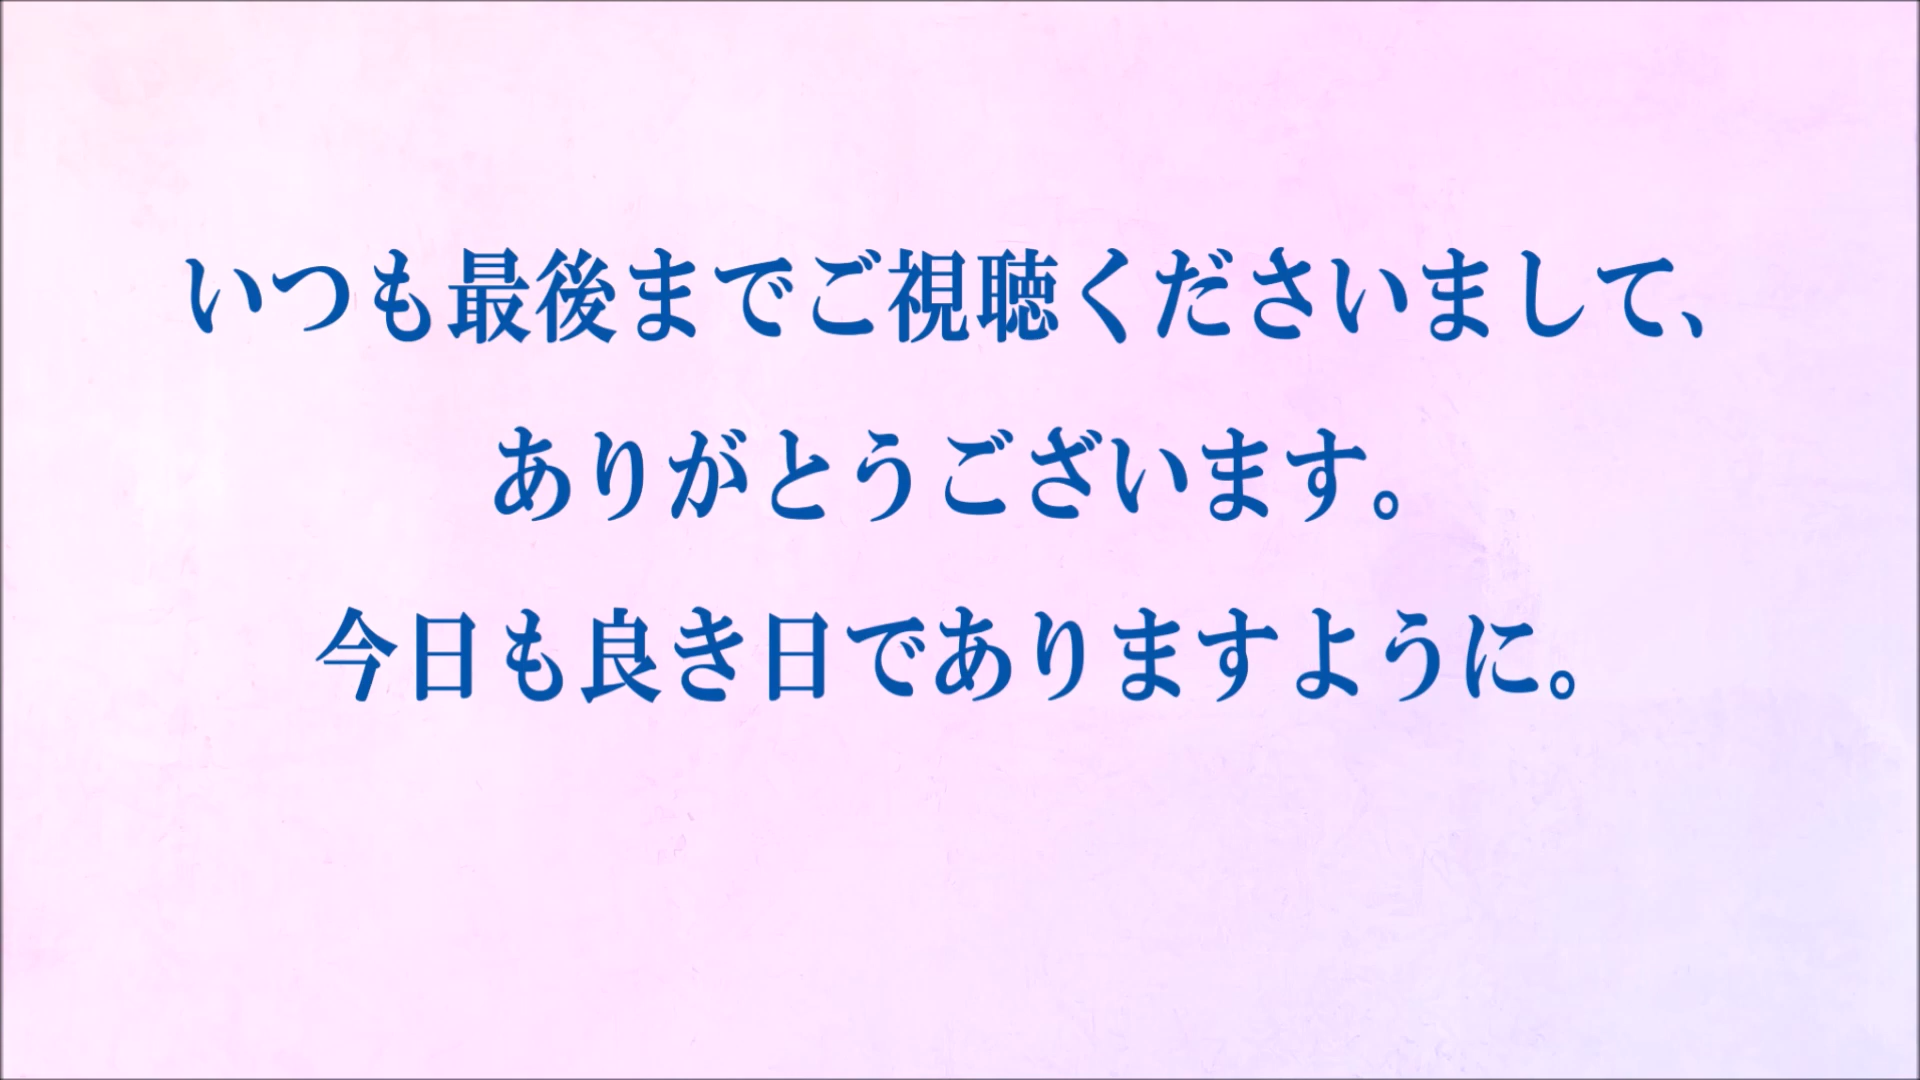 いつも最後までご視聴くださいまして、
ありがとうございます。
今日も良き日でありますように。